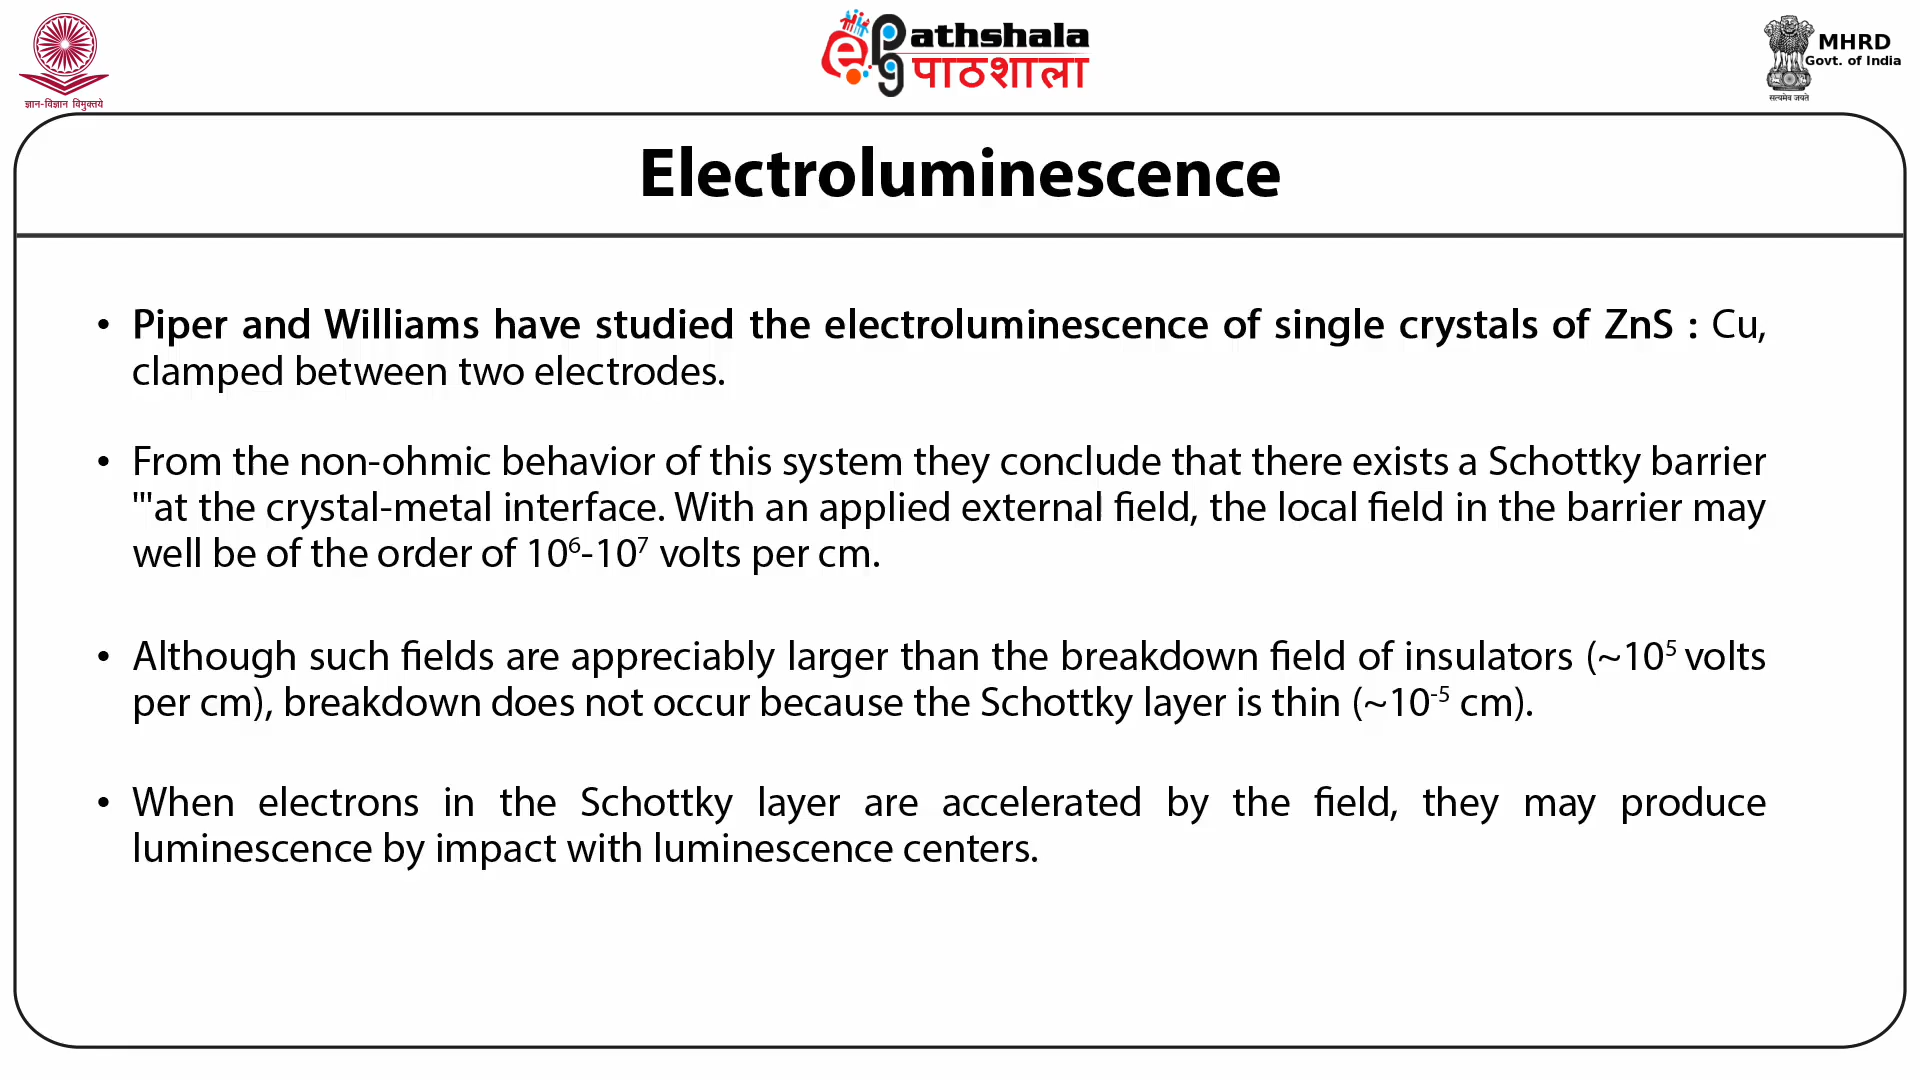 ज्ञान-विज्ञान विमुक्तये
ePg Pathshala
पाठशाला
MHRD
Govt. of India
सत्यमेव जयते
Electroluminescence
• Piper and Williams have studied the electroluminescence of single crystals of ZnS : Cu,
clamped between two electrodes.
• From the non-ohmic behavior of this system they conclude that there exists a Schottky barrier
"'at the crystal-metal interface. With an applied external field, the local field in the barrier may
well be of the order of 10⁶-10⁷ volts per cm.
• Although such fields are appreciably larger than the breakdown field of insulators (~10⁵ volts
per cm), breakdown does not occur because the Schottky layer is thin (~10⁻⁵ cm).
• When electrons in the Schottky layer are accelerated by the field, they may produce
luminescence by impact with luminescence centers.